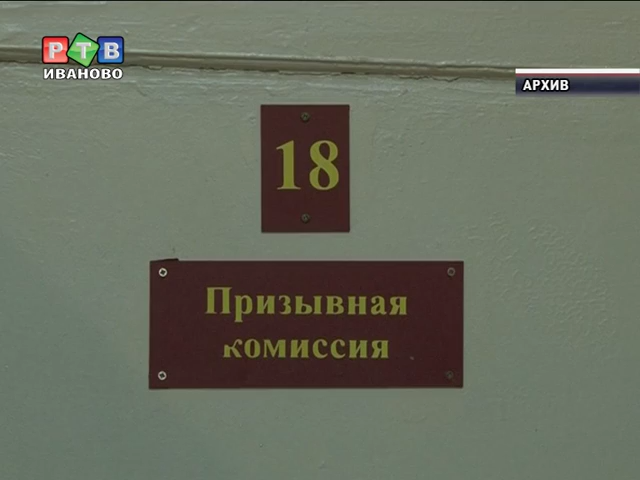 РТВ
ИВАНОВО
АРХИВ
18
Призывная
комиссия